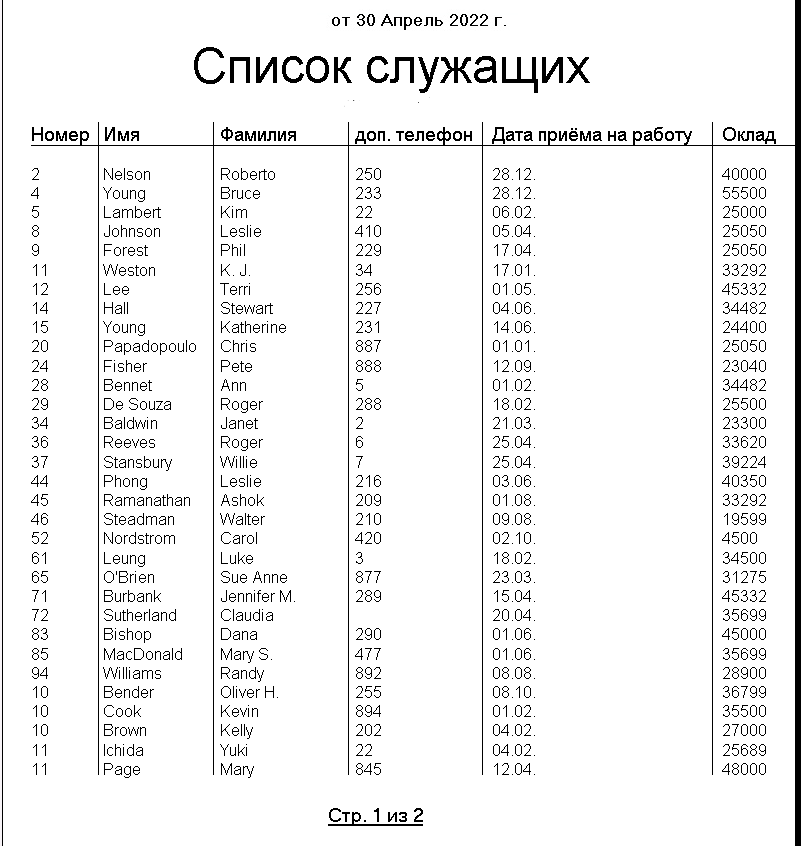 от 30 Апрель 2022 г.
Список служащих
Номер Имя Фамилия доп. телефон Дата приёма на работу Оклад
2 Nelson Roberto 250 28.12. 40000
4 Young Bruce 233 28.12. 55500
5 Lambert Kim 22 06.02. 25000
8 Johnson Leslie 410 05.04. 25050
9 Forest Phil 229 17.04. 25050
11 Weston K. J. 34 17.01. 33292
12 Lee Terri 256 01.05. 45332
14 Hall Stewart 227 04.06. 34482
15 Young Katherine 231 14.06. 24400
20 Papadopoulo Chris 887 01.01. 25050
24 Fisher Pete 888 12.09. 23040
28 Bennet Ann 5 01.02. 34482
29 De Souza Roger 288 18.02. 25500
34 Baldwin Janet 2 21.03. 23300
36 Reeves Roger 6 25.04. 33620
37 Stansbury Willie 7 25.04. 39224
44 Phong Leslie 216 03.06. 40350
45 Ramanathan Ashok 209 01.08. 33292
46 Steadman Walter 210 09.08. 19599
52 Nordstrom Carol 420 02.10. 4500
61 Leung Luke 3 18.02. 34500
65 O'Brien Sue Anne 877 23.03. 31275
71 Burbank Jennifer M. 289 15.04. 45332
72 Sutherland Claudia 20.04. 35699
83 Bishop Dana 290 01.06. 45000
85 MacDonald Mary S. 477 01.06. 35699
94 Williams Randy 892 08.08. 28900
10 Bender Oliver H. 255 08.10. 36799
10 Cook Kevin 894 01.02. 35500
10 Brown Kelly 202 04.02. 27000
11 Ichida Yuki 22 04.02. 25689
11 Page Mary 845 12.04. 48000
Стр. 1 из 2